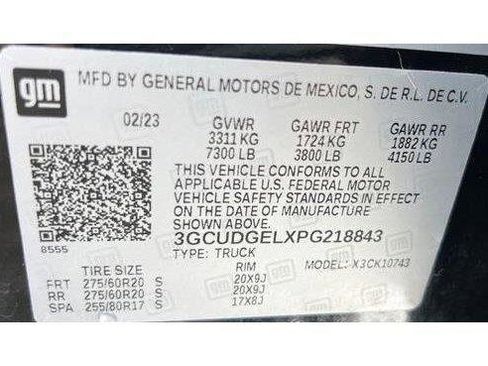 gm
MFD BY GENERAL MOTORS DE MEXICO, S. DE R.L. DE C.V.
02/23 GVWR GAWR FRT GAWR RR
3311 KG 1724 KG 1882 KG
7300 LB 3800 LB 4150 LB
THIS VEHICLE CONFORMS TO ALL
APPLICABLE U.S. FEDERAL MOTOR
VEHICLE SAFETY STANDARDS IN EFFECT
ON THE DATE OF MANUFACTURE SHOWN
ABOVE.
3GCUDGELXPG218843
8555
TYPE: TRUCK MODEL: X3CK10743
TIRE SIZE RIM
FRT 275/60R20 S 20X9J
RR 275/60R20 S 20X9J
SPA 255/80R17 S 17X8J